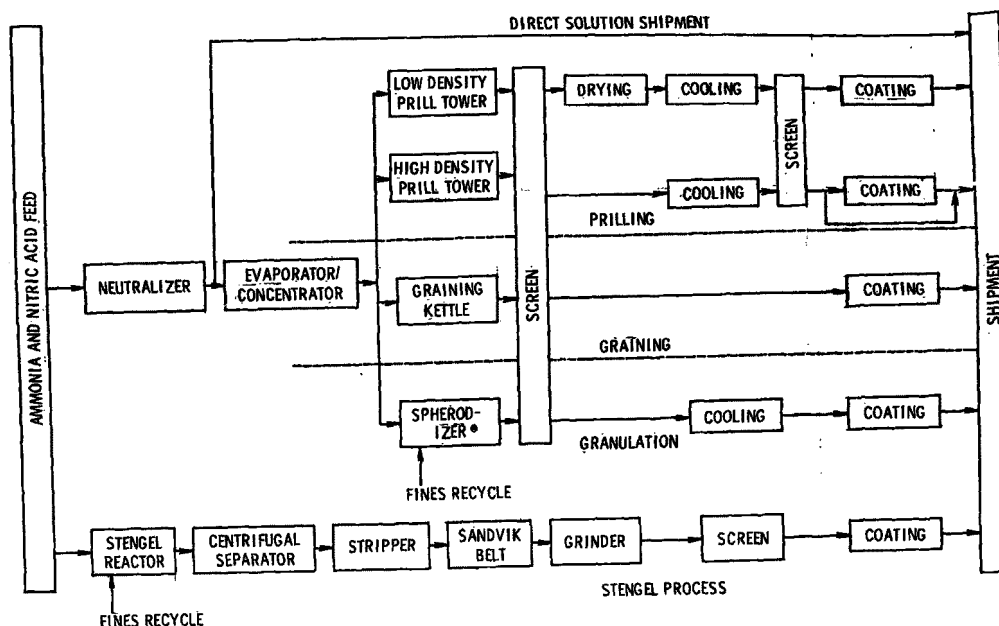 DIRECT SOLUTION SHIPMENT
LOW DENSITY
PRILL TOWER
DRYING
COOLING
COATING
HIGH DENSITY
PRILL TOWER
SCREEN
COOLING
COATING
PRILLING
AMMONIA AND NITRIC ACID FEED
NEUTRALIZER
EVAPORATOR/
CONCENTRATOR
GRAINING
KETTLE
SCREEN
COATING
SHIPMENT
GRAINING
SPHEROD-
IZER®
COOLING
COATING
GRANULATION
FINES RECYCLE
STENGEL
REACTOR
CENTRIFUGAL
SEPARATOR
STRIPPER
SANDVIK
BELT
GRINDER
SCREEN
COATING
STENGEL PROCESS
FINES RECYCLE